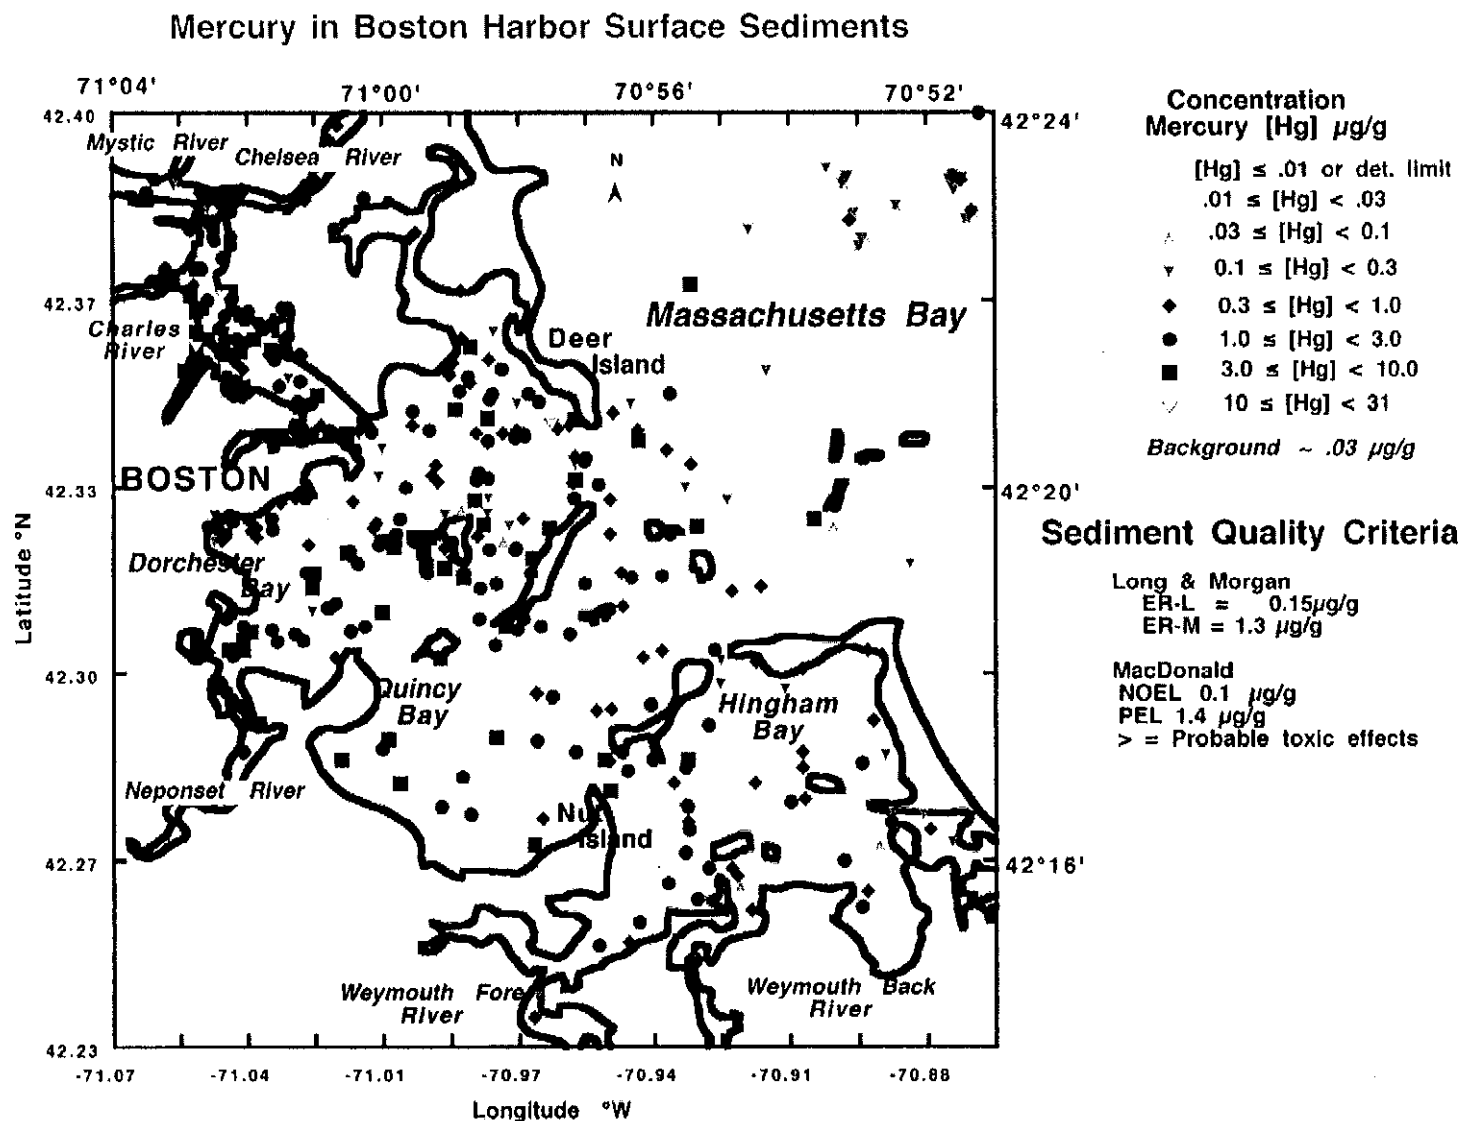 Mercury in Boston Harbor Surface Sediments
71°04'
71°00'
70°56'
70°52'
42.40
42.37
42.33
42.30
42.27
42.23
42°24'
42°20'
42°16'
-71.07
-71.04
-71.01
-70.97
-70.94
-70.91
-70.88
Latitude °N
Longitude °W
N
Mystic River
Chelsea River
Charles
River
Massachusetts Bay
Deer
Island
BOSTON
Dorchester
Bay
Quincy
Bay
Hingham
Bay
Neponset River
Nut
Island
Weymouth Fore
River
Weymouth Back
River
Concentration
Mercury [Hg] µg/g
[Hg] ≤ .01 or det. limit
.01 ≤ [Hg] < .03
.03 ≤ [Hg] < 0.1
0.1 ≤ [Hg] < 0.3
0.3 ≤ [Hg] < 1.0
1.0 ≤ [Hg] < 3.0
3.0 ≤ [Hg] < 10.0
10 ≤ [Hg] < 31
Background ~ .03 µg/g
Sediment Quality Criteria
Long & Morgan
ER-L = 0.15µg/g
ER-M = 1.3 µg/g
MacDonald
NOEL 0.1 µg/g
PEL 1.4 µg/g
> = Probable toxic effects